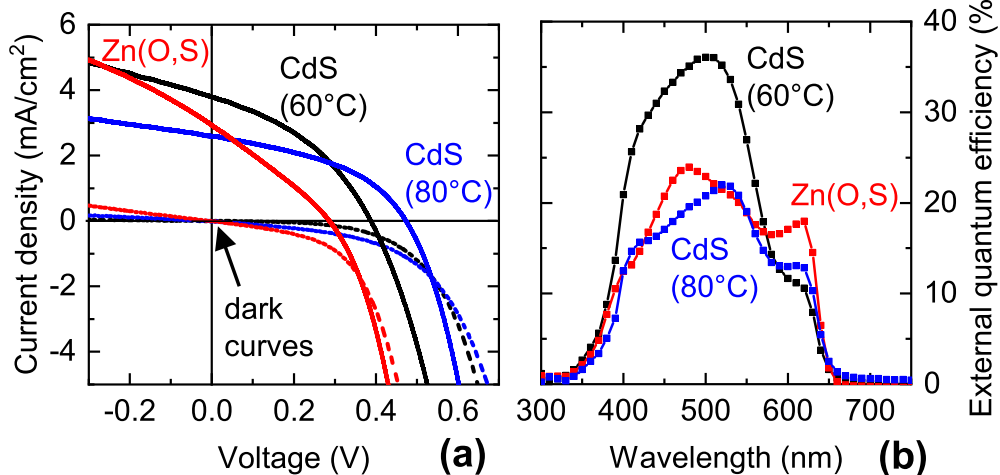 6
4
2
0
-2
-4
Current density (mA/cm²)
Zn(O,S)
CdS
(60°C)
CdS
(80°C)
dark
curves
-0.2 0.0 0.2 0.4 0.6
Voltage (V)
(a)
40
30
20
10
0
External quantum efficiency (%)
CdS
(60°C)
Zn(O,S)
CdS
(80°C)
300 400 500 600 700
Wavelength (nm)
(b)